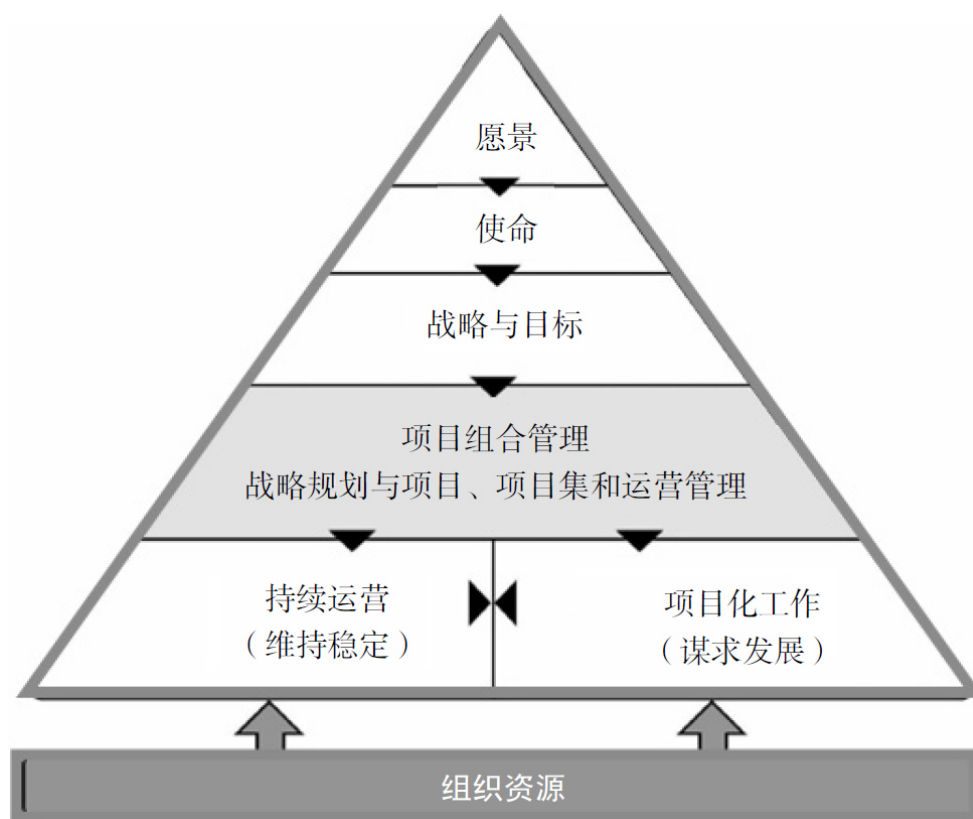 愿景
使命
战略与目标
项目组合管理
战略规划与项目、项目集和运营管理
持续运营
（维持稳定）
项目化工作
（谋求发展）
组织资源